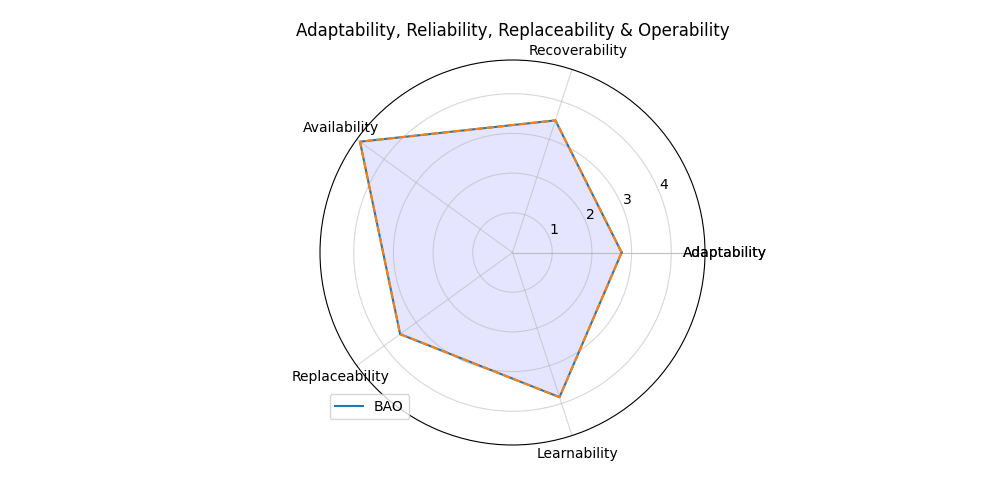 Adaptability, Reliability, Replaceability & Operability
Recoverability
Availability
4
3
2
1
Adaptability
Replaceability
BAO
Learnability